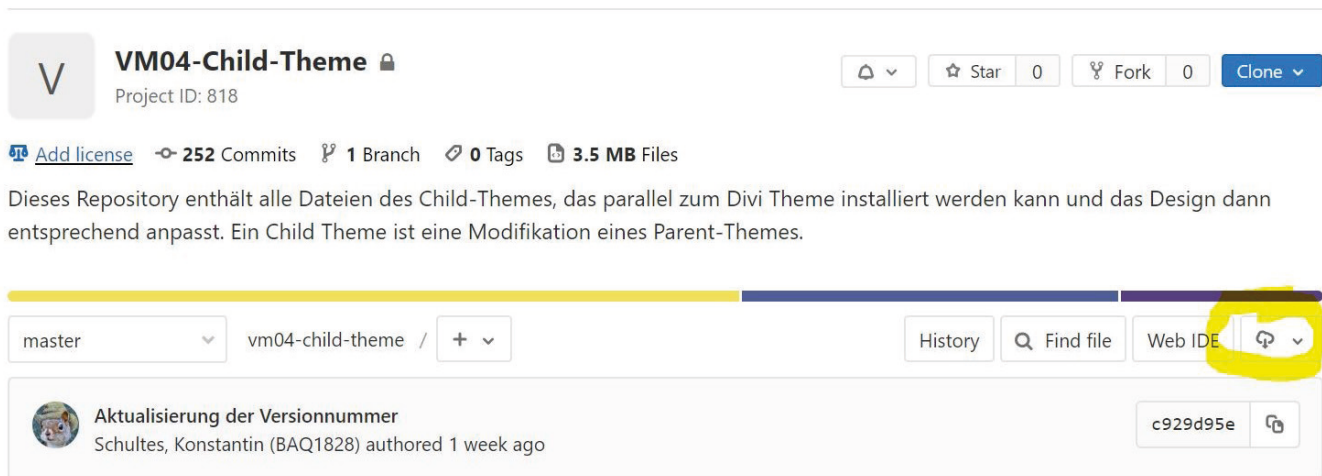 V
VM04-Child-Theme
Project ID: 818
Star 0
Fork 0
Clone
Add license 252 Commits 1 Branch 0 Tags 3.5 MB Files
Dieses Repository enthält alle Dateien des Child-Themes, das parallel zum Divi Theme installiert werden kann und das Design dann
entsprechend anpasst. Ein Child Theme ist eine Modifikation eines Parent-Themes.
master vm04-child-theme / + History Find file Web IDE
Aktualisierung der Versionnummer
Schultes, Konstantin (BAQ1828) authored 1 week ago
c929d95e